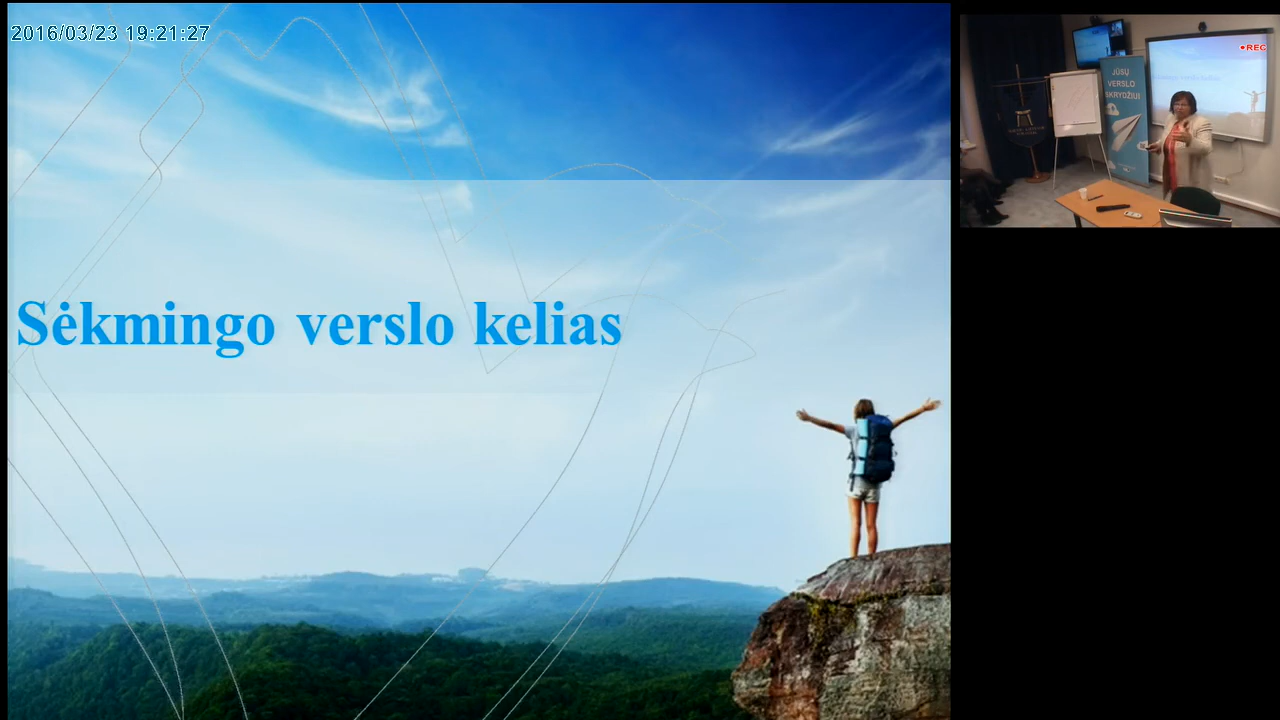 2016/03/23 19:21:27
Sėkmingo verslo kelias
REC
JŪSŲ
VERSLO
SKRYDŽIUI